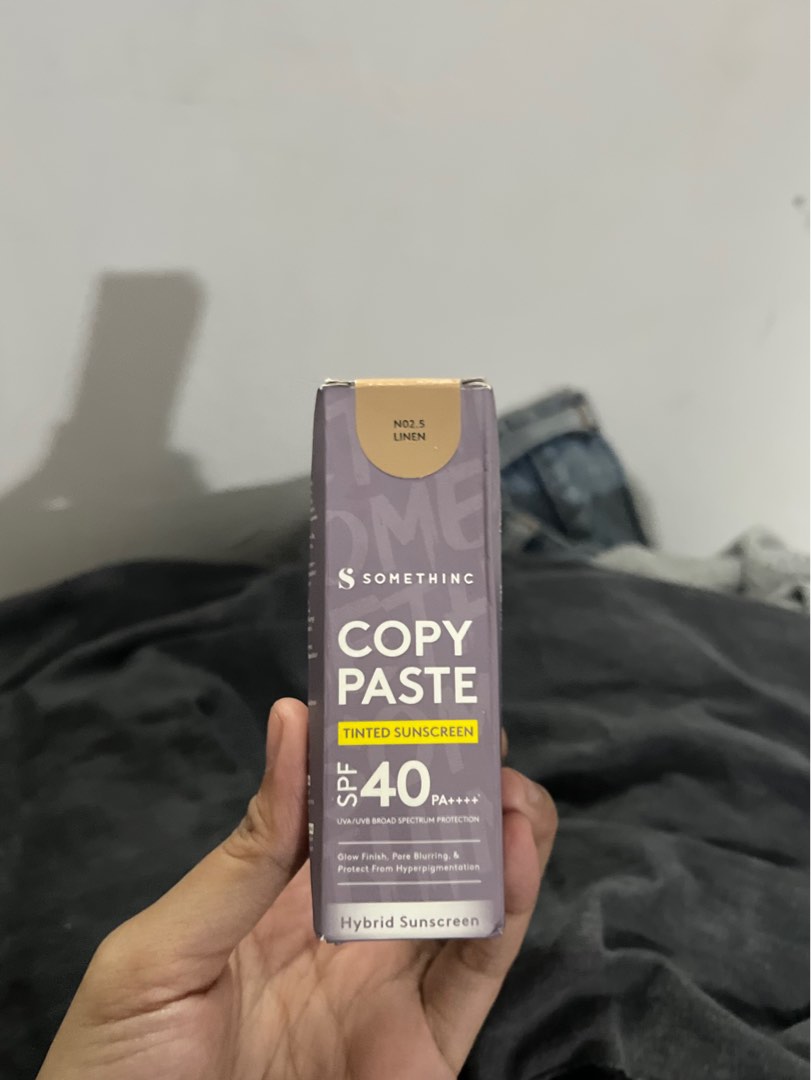 N02.5
LINEN
SOMETHINC
COPY
PASTE
TINTED SUNSCREEN
SPF 40 PA++++
UVA/UVB BROAD SPECTRUM PROTECTION
Glow Finish, Pore Blurring, &
Protect From Hyperpigmentation
Hybrid Sunscreen